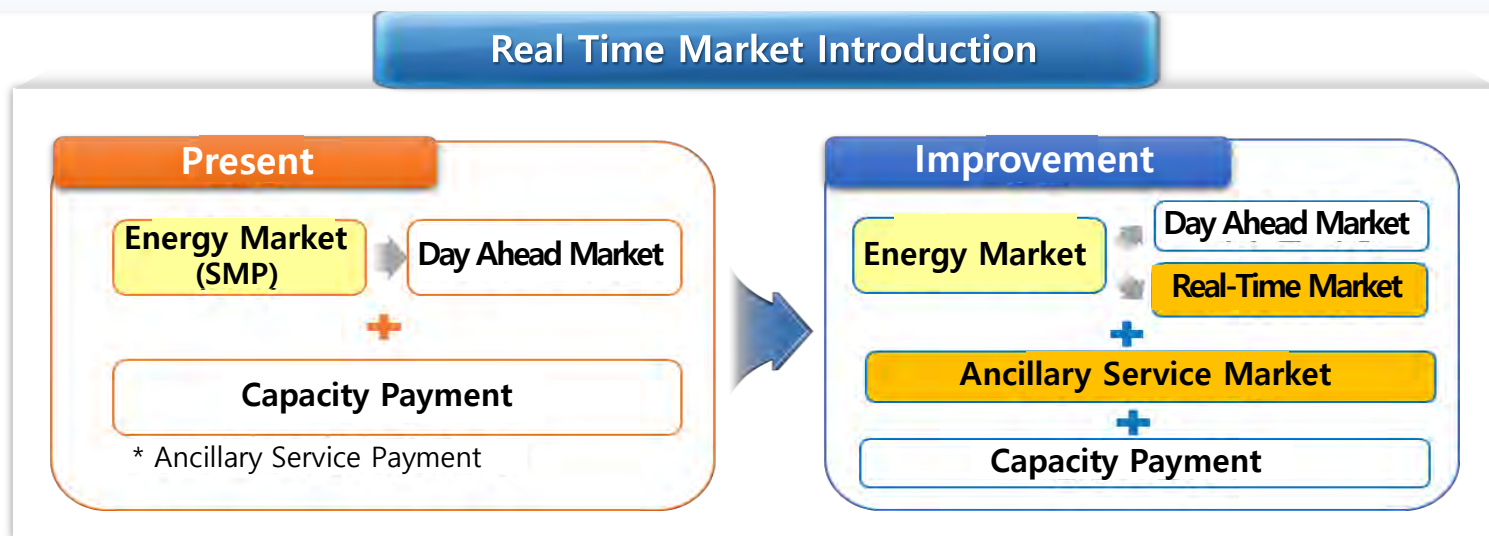 Real Time Market Introduction
Present
Energy Market
(SMP)
Day Ahead Market
Capacity Payment
* Ancillary Service Payment
Improvement
Energy Market
Day Ahead Market
Real-Time Market
Ancillary Service Market
Capacity Payment